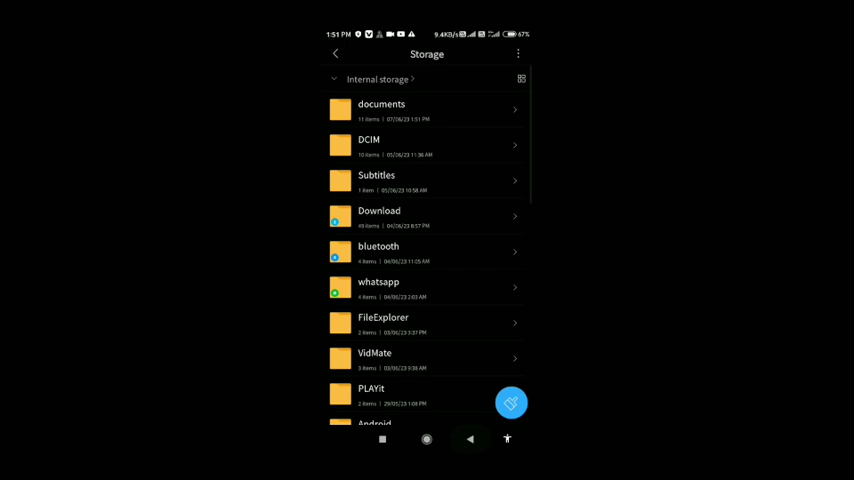 1:51 PM 9.4KB/s 67%
Storage
Internal storage >
documents
11 items | 07/06/23 1:51 PM
DCIM
10 items | 05/06/23 11:36 AM
Subtitles
1 item | 05/06/23 10:58 AM
Download
49 items | 04/06/23 8:57 PM
bluetooth
4 items | 04/06/23 11:05 AM
whatsapp
4 items | 04/06/23 2:03 AM
FileExplorer
2 items | 03/06/23 3:37 PM
VidMate
3 items | 03/06/23 9:38 AM
PLAYit
2 items | 29/05/23 1:08 PM
Android